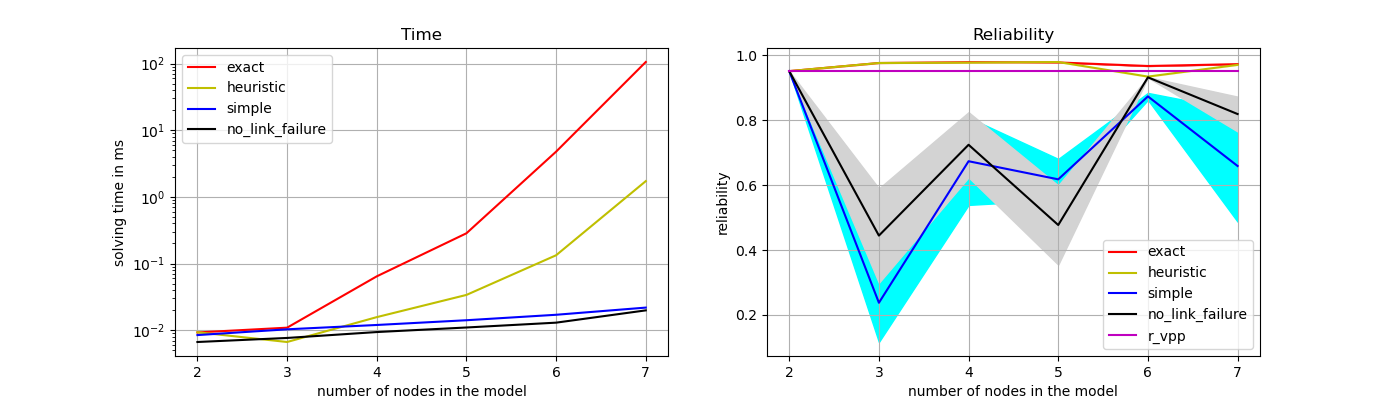 Time
solving time in ms
10²
10¹
10⁰
10⁻¹
10⁻²
exact
heuristic
simple
no_link_failure
2 3 4 5 6 7
number of nodes in the model
Reliability
reliability
1.0
0.8
0.6
0.4
0.2
exact
heuristic
simple
no_link_failure
r_vpp
2 3 4 5 6 7
number of nodes in the model